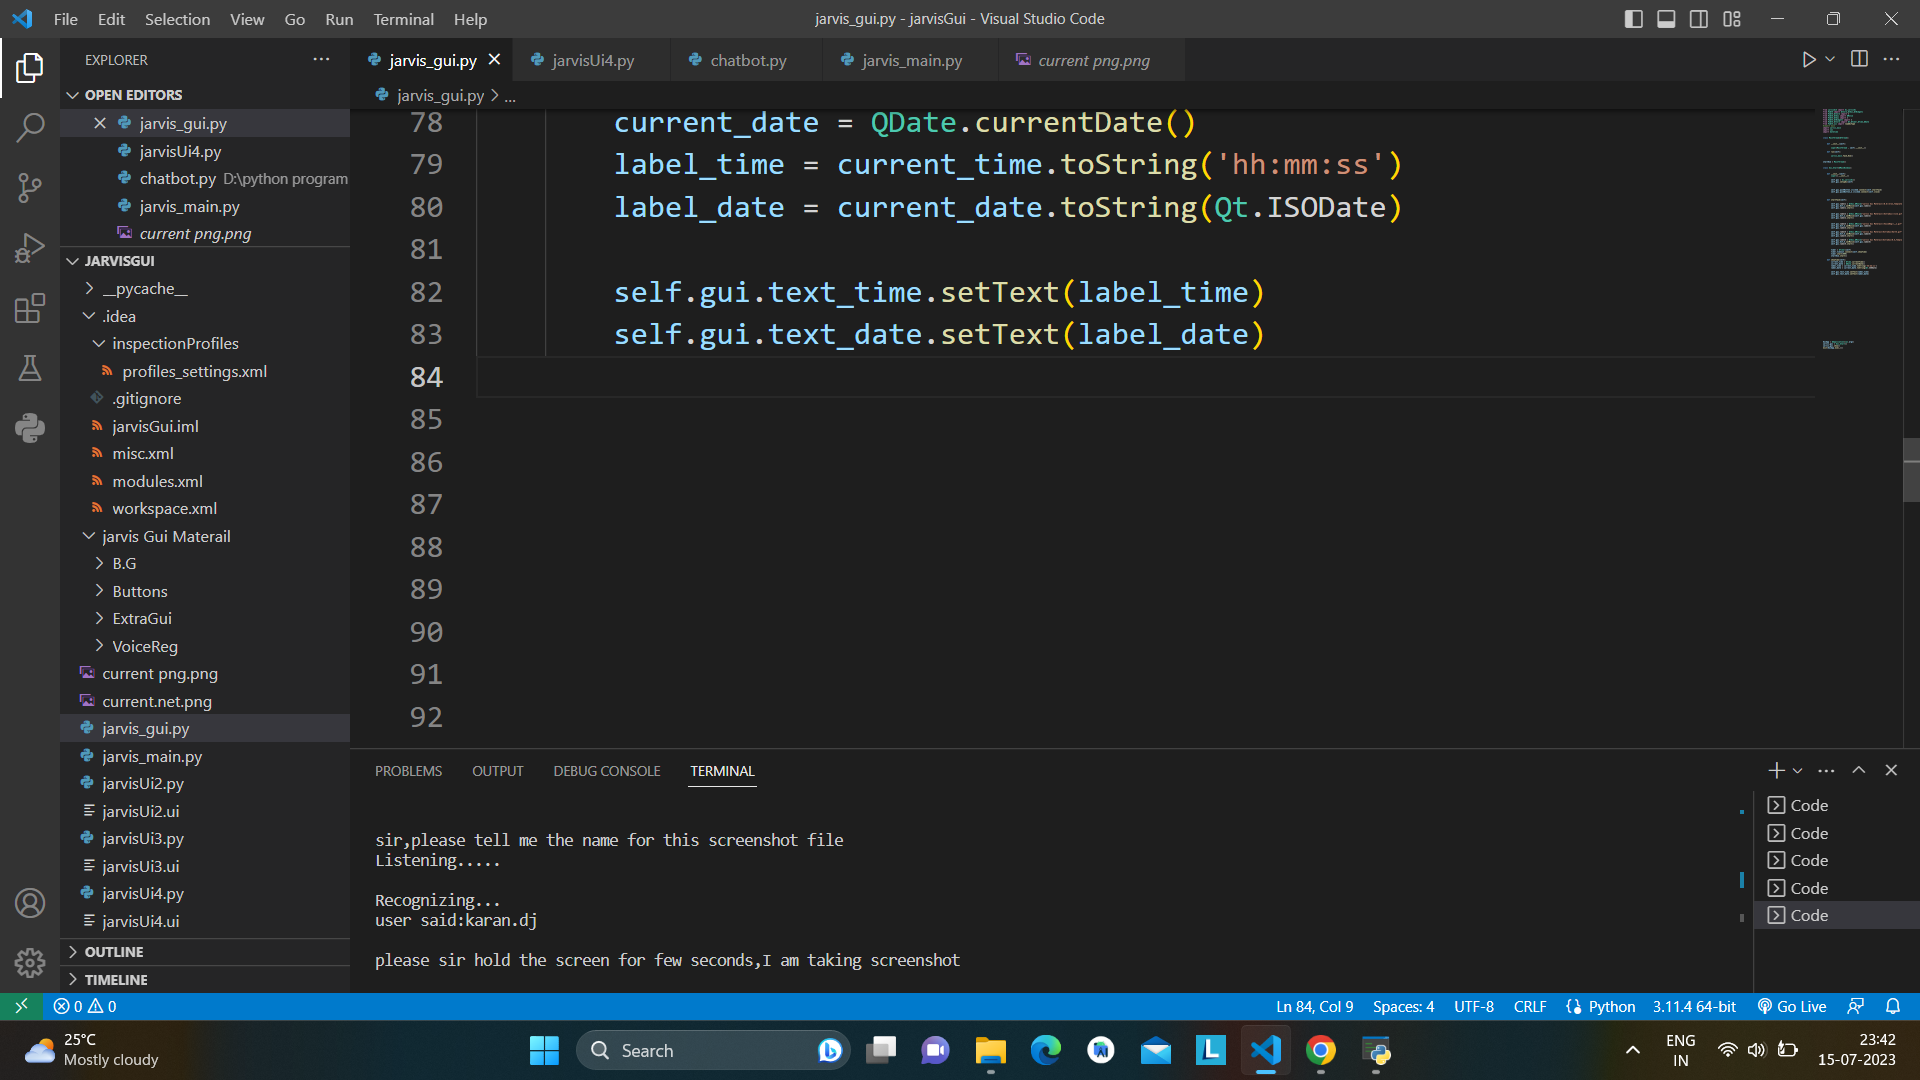 File Edit Selection View Go Run Terminal Help
jarvis_gui.py - jarvisGui - Visual Studio Code
EXPLORER
OPEN EDITORS
jarvis_gui.py
jarvisUi4.py
chatbot.py D:\python program
jarvis_main.py
current png.png
JARVISGUI
__pycache__
.idea
inspectionProfiles
profiles_settings.xml
.gitignore
jarvisGui.iml
misc.xml
modules.xml
workspace.xml
jarvis Gui Materail
B.G
Buttons
ExtraGui
VoiceReg
current png.png
current.net.png
jarvis_gui.py
jarvis_main.py
jarvisUi2.py
jarvisUi2.ui
jarvisUi3.py
jarvisUi3.ui
jarvisUi4.py
jarvisUi4.ui
OUTLINE
TIMELINE
jarvis_gui.py jarvisUi4.py chatbot.py jarvis_main.py current png.png
jarvis_gui.py > ...
78 current_date = QDate.currentDate()
79 label_time = current_time.toString('hh:mm:ss')
80 label_date = current_date.toString(Qt.ISODate)
81
82 self.gui.text_time.setText(label_time)
83 self.gui.text_date.setText(label_date)
84
85
86
87
88
89
90
91
92
PROBLEMS OUTPUT DEBUG CONSOLE TERMINAL
sir,please tell me the name for this screenshot file
Listening.....
Recognizing...
user said:karan.dj
please sir hold the screen for few seconds,I am taking screenshot
Code
Code
Code
Code
Code
0 0 Ln 84, Col 9 Spaces: 4 UTF-8 CRLF Python 3.11.4 64-bit Go Live
25°C
Mostly cloudy
Search
ENG
IN
23:42
15-07-2023